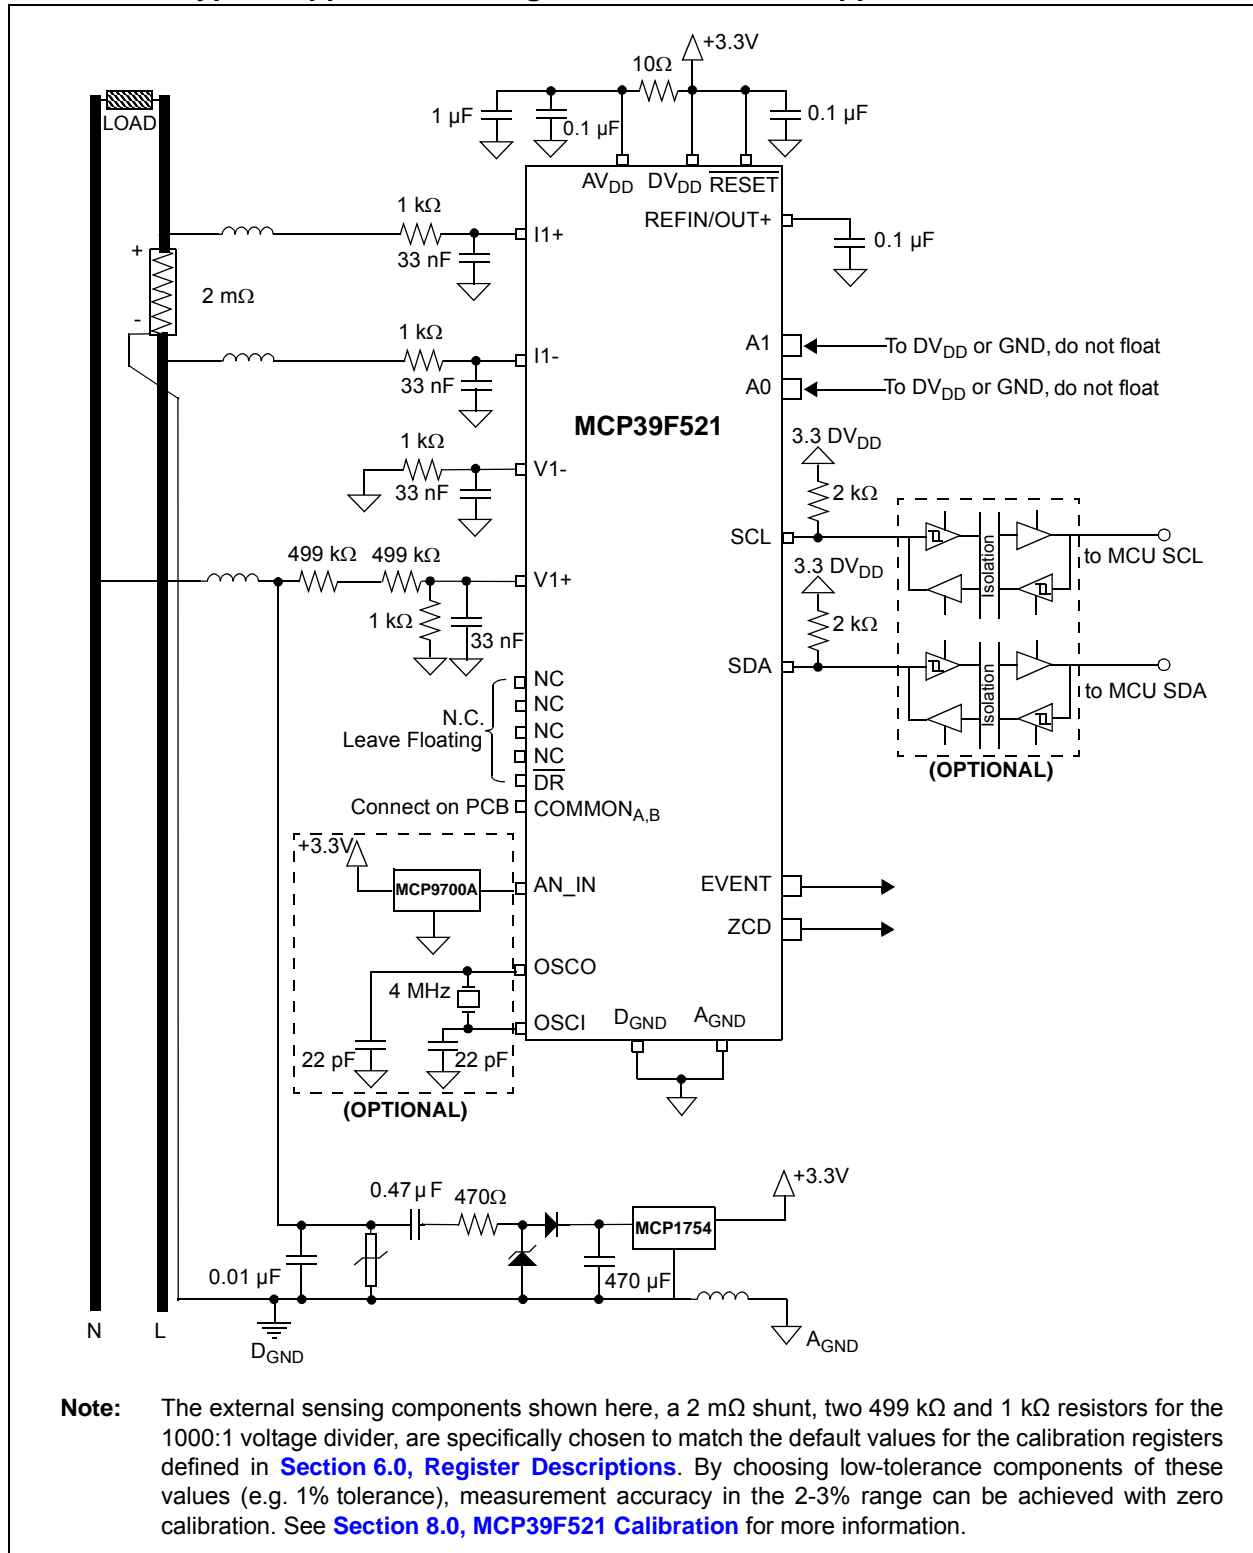 +3.3V
10Ω
1 µF
0.1 µF
0.1 µF
LOAD
AVDD DVDD RESET
1 kΩ
REFIN/OUT+
I1+
33 nF
0.1 µF
+
2 mΩ
-
1 kΩ
A1
To DVDD or GND, do not float
I1-
33 nF
A0
To DVDD or GND, do not float
MCP39F521
1 kΩ
3.3 DVDD
V1-
33 nF
2 kΩ
SCL
Isolation
to MCU SCL
499 kΩ 499 kΩ
3.3 DVDD
V1+
1 kΩ
33 nF
2 kΩ
SDA
Isolation
to MCU SDA
(OPTIONAL)
NC
NC
N.C.
Leave Floating
NC
NC
DR
Connect on PCB
COMMONA,B
+3.3V
MCP9700A
AN_IN
EVENT
ZCD
OSCO
4 MHz
OSCI
DGND AGND
22 pF
22 pF
(OPTIONAL)
+3.3V
0.47 µF 470Ω
MCP1754
0.01 µF
470 µF
N
L
DGND
AGND
Note: The external sensing components shown here, a 2 mΩ shunt, two 499 kΩ and 1 kΩ resistors for the
1000:1 voltage divider, are specifically chosen to match the default values for the calibration registers
defined in Section 6.0, Register Descriptions. By choosing low-tolerance components of these
values (e.g. 1% tolerance), measurement accuracy in the 2-3% range can be achieved with zero
calibration. See Section 8.0, MCP39F521 Calibration for more information.